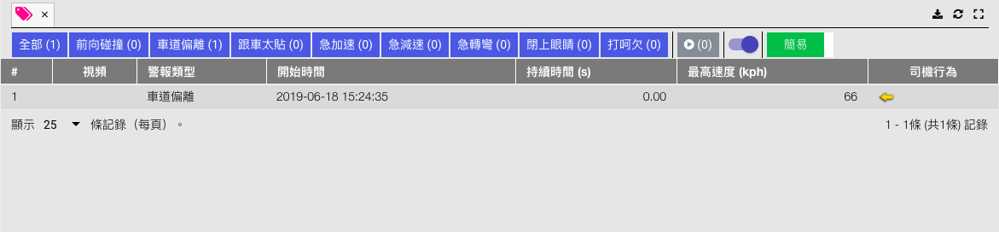 全部 (1) 前向碰撞 (0) 車道偏離 (1) 跟車太貼 (0) 急加速 (0) 急減速 (0) 急轉彎 (0) 閉上眼睛 (0) 打呵欠 (0) (0) 簡易
# 視頻 警報類型 開始時間 持續時間 (s) 最高速度 (kph) 司機行為
1 車道偏離 2019-06-18 15:24:35 0.00 66
顯示 25 條記錄（每頁）。 1 - 1條 (共1條) 記錄